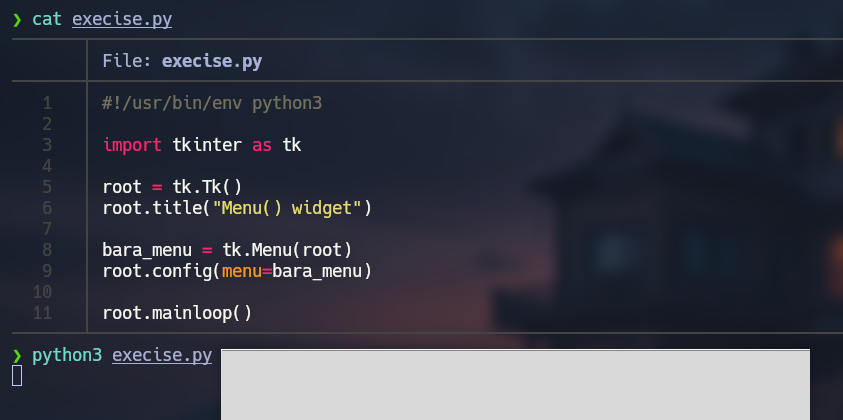 ❯ cat execise.py
File: execise.py
1 #!/usr/bin/env python3
2
3 import tkinter as tk
4
5 root = tk.Tk()
6 root.title("Menu() widget")
7
8 bara_menu = tk.Menu(root)
9 root.config(menu=bara_menu)
10
11 root.mainloop()
❯ python3 execise.py